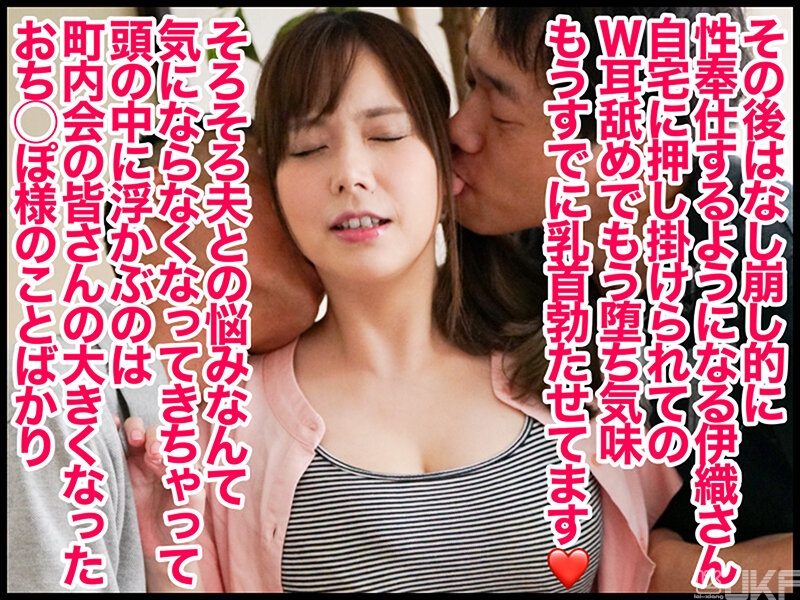 その後はなし崩し的に
性奉仕するようになる伊織さん
自宅に押し掛けられての
W耳舐めでもう堕ち気味
もうすでに乳首勃たせてます❤
そろそろ夫との悩みなんて
気にならなくなってきちゃって
頭の中に浮かぶのは
町内会の皆さんの大きくなった
おち◯ぽ様のことばかり
UKF